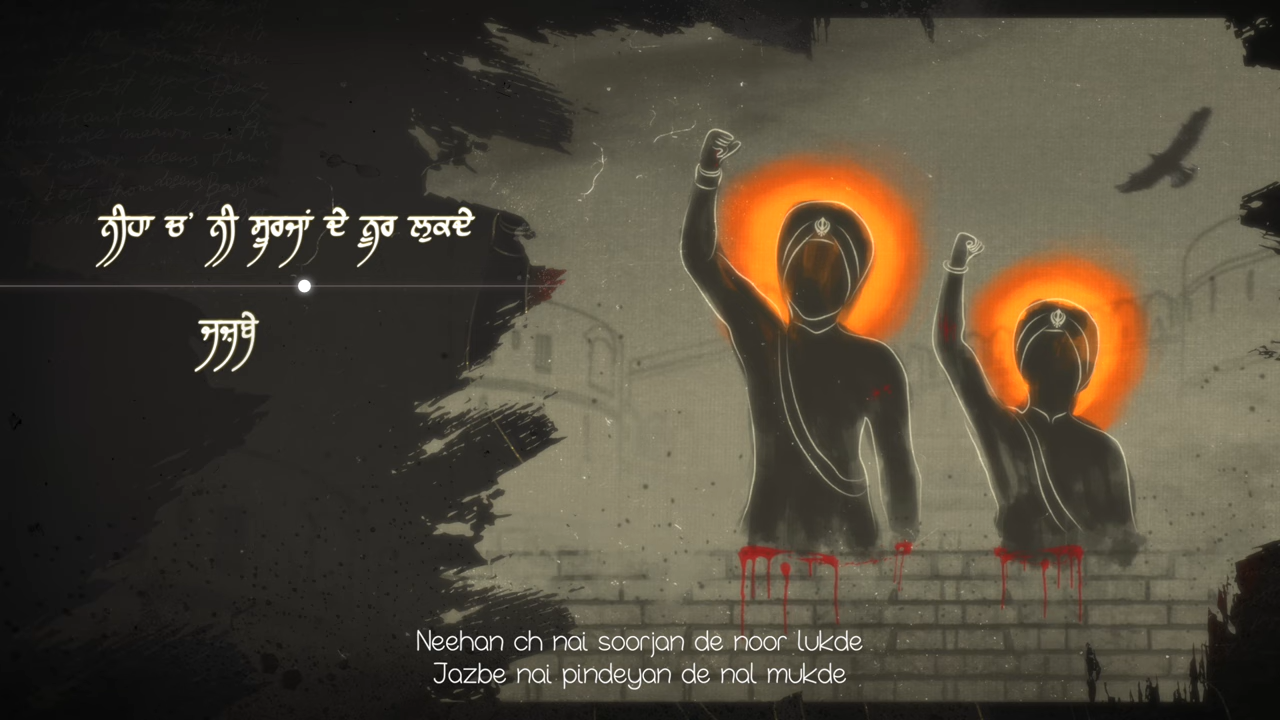 ਨੀਹਾ ਚ' ਨੀ ਸੂਰਜਾਂ ਦੇ ਨੂਰ ਲੁਕਦੇ
ਜਜ਼ਬੇ
Neehan ch nai soorjan de noor lukde
Jazbe nai pindeyan de nal mukde